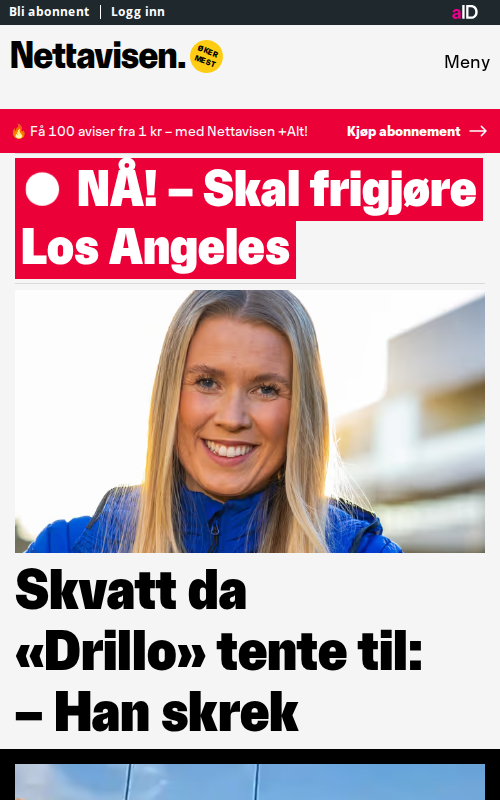 Bli abonnent | Logg inn
aID
Nettavisen.
ØKER
MEST
Meny
🔥 Få 100 aviser fra 1 kr – med Nettavisen +Alt!
Kjøp abonnement →
NÅ! – Skal frigjøre
Los Angeles
Skvatt da
«Drillo» tente til:
– Han skrek